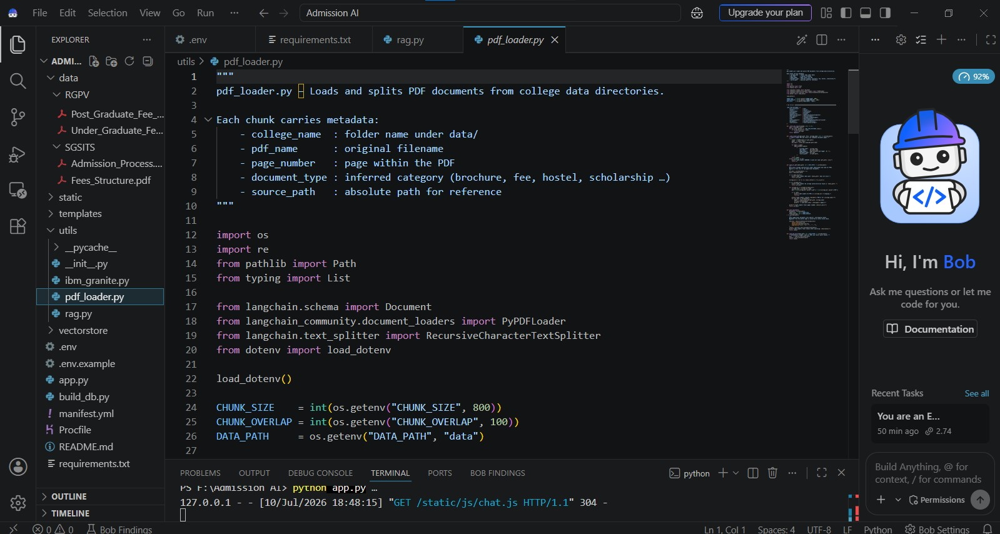 File Edit Selection View Go Run ··· Admission AI Upgrade your plan
EXPLORER ···
ADMI...
data
RGPV
Post_Graduate_Fee_...
Under_Graduate_Fe...
SGSITS
Admission_Process....
Fees_Structure.pdf
static
templates
utils
__pycache__
__init__.py
ibm_granite.py
pdf_loader.py
rag.py
vectorstore
.env
.env.example
app.py
build_db.py
manifest.yml
Procfile
README.md
requirements.txt
OUTLINE
TIMELINE
.env requirements.txt rag.py pdf_loader.py
utils > pdf_loader.py
1 """
2 pdf_loader.py – Loads and splits PDF documents from college data directories.
3
4 Each chunk carries metadata:
5 - college_name : folder name under data/
6 - pdf_name : original filename
7 - page_number : page within the PDF
8 - document_type : inferred category (brochure, fee, hostel, scholarship …)
9 - source_path : absolute path for reference
10 """
11
12 import os
13 import re
14 from pathlib import Path
15 from typing import List
16
17 from langchain.schema import Document
18 from langchain_community.document_loaders import PyPDFLoader
19 from langchain.text_splitter import RecursiveCharacterTextSplitter
20 from dotenv import load_dotenv
21
22 load_dotenv()
23
24 CHUNK_SIZE = int(os.getenv("CHUNK_SIZE", 800))
25 CHUNK_OVERLAP = int(os.getenv("CHUNK_OVERLAP", 100))
26 DATA_PATH = os.getenv("DATA_PATH", "data")
27
PROBLEMS OUTPUT DEBUG CONSOLE TERMINAL PORTS BOB FINDINGS python
PS F:\Admission AI> python app.py …
127.0.0.1 - - [10/Jul/2026 18:48:15] "GET /static/js/chat.js HTTP/1.1" 304 -
92%
</>
Hi, I'm Bob
Ask me questions or let me
code for you.
Documentation
Recent Tasks See all
You are an E...
50 min ago 2.74
Build Anything, @ for
context, / for commands
Permissions
0 0 Bob Findings Ln 1, Col 1 Spaces: 4 UTF-8 LF Python Bob Settings